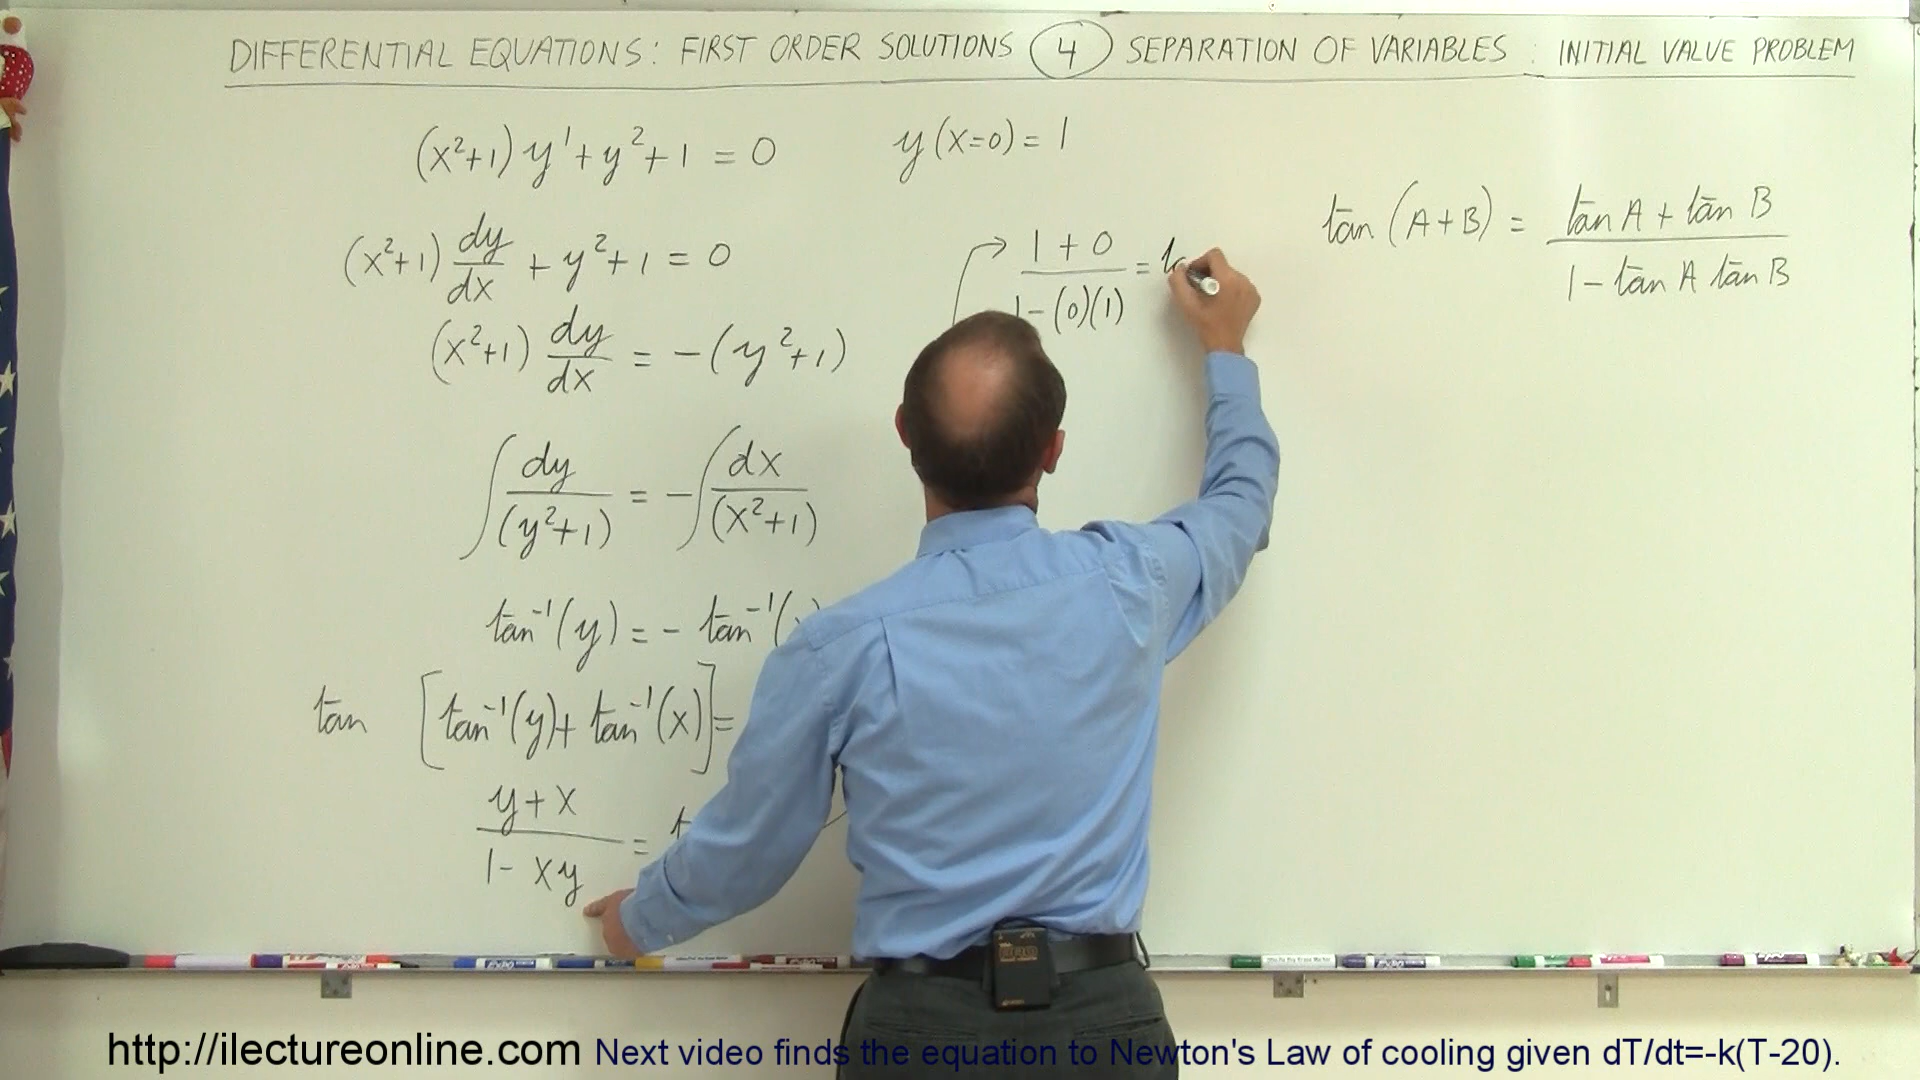 DIFFERENTIAL EQUATIONS: FIRST ORDER SOLUTIONS 4 SEPARATION OF VARIABLES : INITIAL VALUE PROBLEM
(x²+1) y' + y² + 1 = 0
y(x=0) = 1
(x²+1) dy/dx + y² + 1 = 0
(x²+1) dy/dx = -(y²+1)
∫ dy/(y²+1) = -∫ dx/(x²+1)
tan⁻¹(y) = - tan⁻¹(
tan [tan⁻¹(y) + tan⁻¹(x)] =
y+x
1- xy =
1 + 0
1 - (0)(1) =
tan (A+B) = tan A + tan B
1 - tan A tan B
http://ilectureonline.com Next video finds the equation to Newton's Law of cooling given dT/dt=-k(T-20).